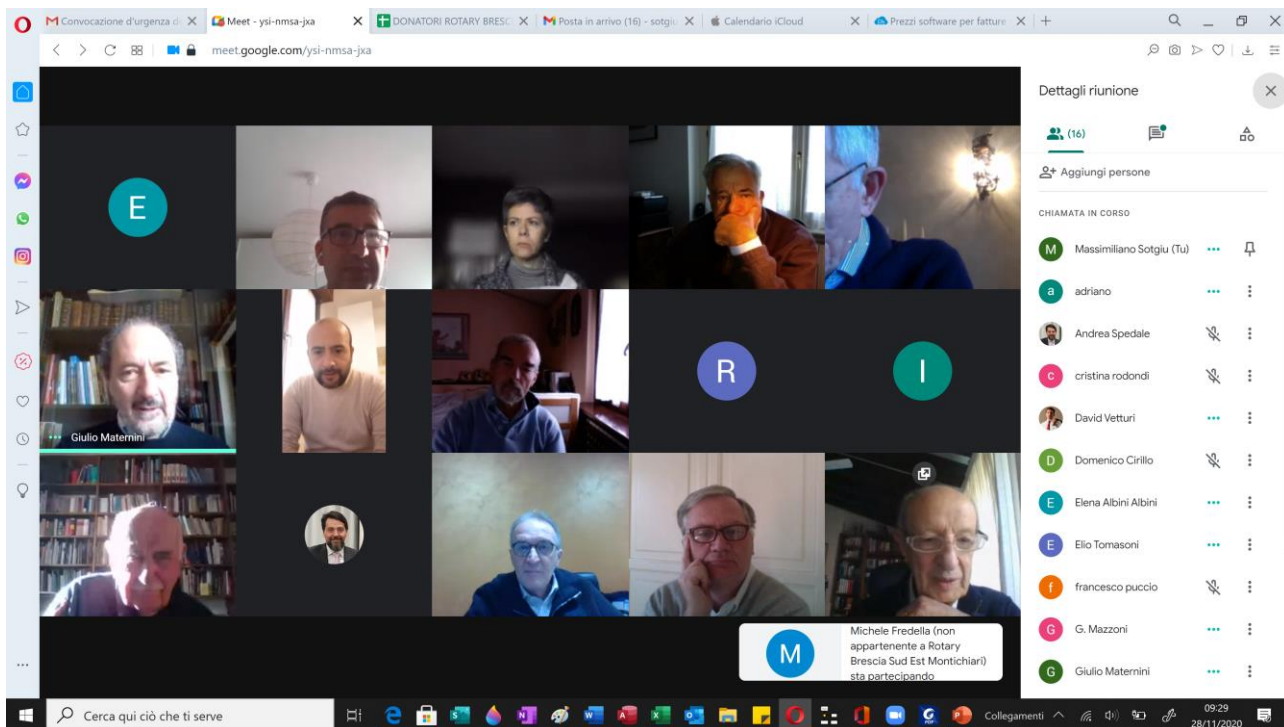 Convocazione d'urgenza d
Meet - ysi-nmsa-jxa
DONATORI ROTARY BRESC
Posta in arrivo (16) - sotgiu
Calendario iCloud
Prezzi software per fatture
meet.google.com/ysi-nmsa-jxa
E
R
I
Giulio Maternini
Michele Fredella (non
appartenente a Rotary
Brescia Sud Est Montichiari)
sta partecipando
M
Dettagli riunione
(16)
Aggiungi persone
CHIAMATA IN CORSO
M Massimiliano Sotgiu (Tu)
a adriano
Andrea Spedale
c cristina rodondi
David Vetturi
D Domenico Cirillo
E Elena Albini Albini
E Elio Tomasoni
f francesco puccio
G G. Mazzoni
G Giulio Maternini
Cerca qui ciò che ti serve
Collegamenti
09:29
28/11/2020